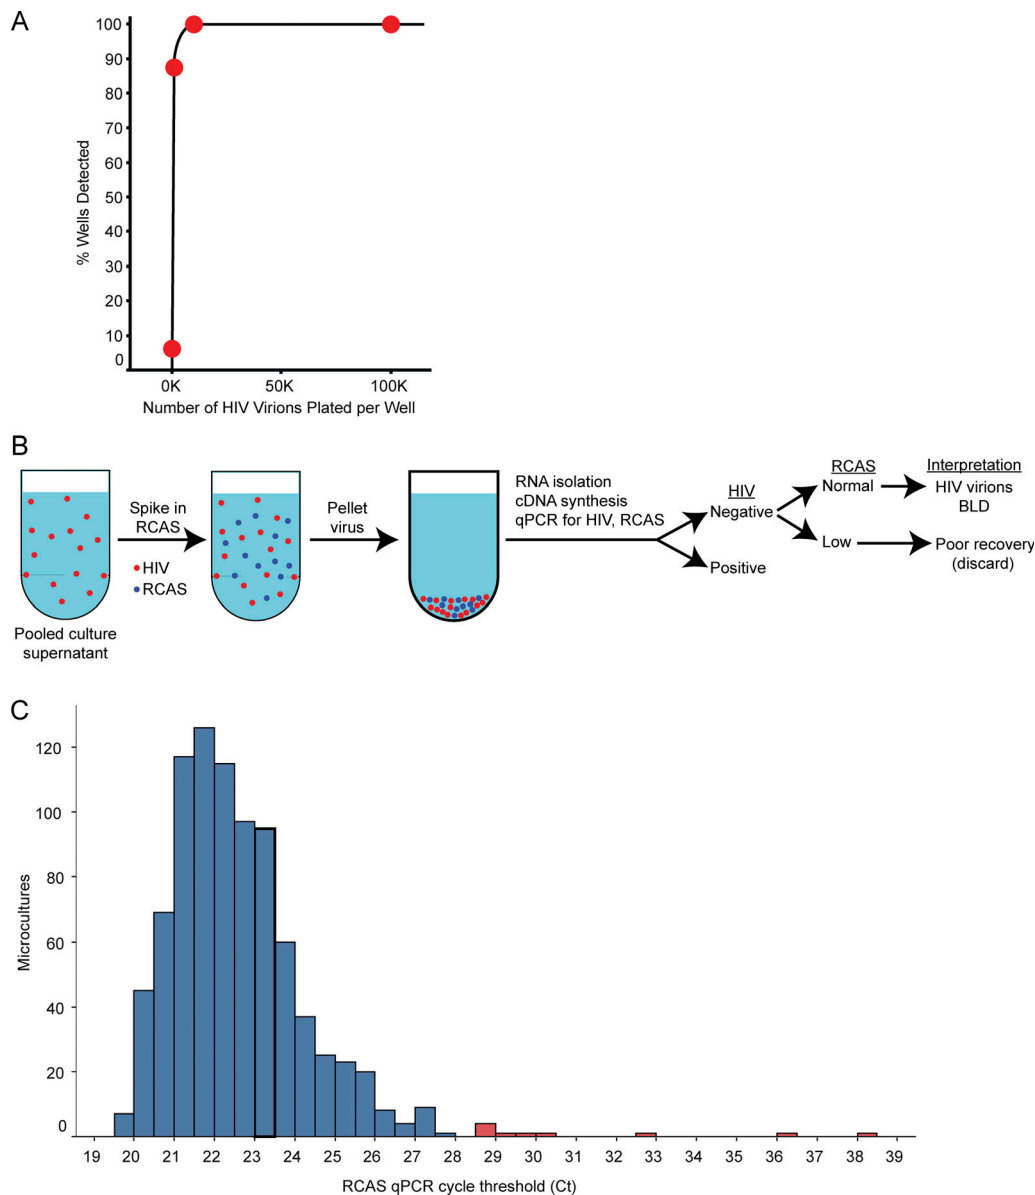 A
100
90
80
70
60
50
40
30
20
10
0
% Wells Detected
0K
50K
100K
Number of HIV Virions Plated per Well
B
Pooled culture
supernatant
Spike in
RCAS
HIV
RCAS
Pellet
virus
RNA isolation
cDNA synthesis
qPCR for HIV, RCAS
HIV
Negative
Positive
RCAS
Normal
Low
Interpretation
HIV virions
BLD
Poor recovery
(discard)
C
120
100
80
60
40
20
0
Microcultures
19 20 21 22 23 24 25 26 27 28 29 30 31 32 33 34 35 36 37 38 39
RCAS qPCR cycle threshold (Ct)